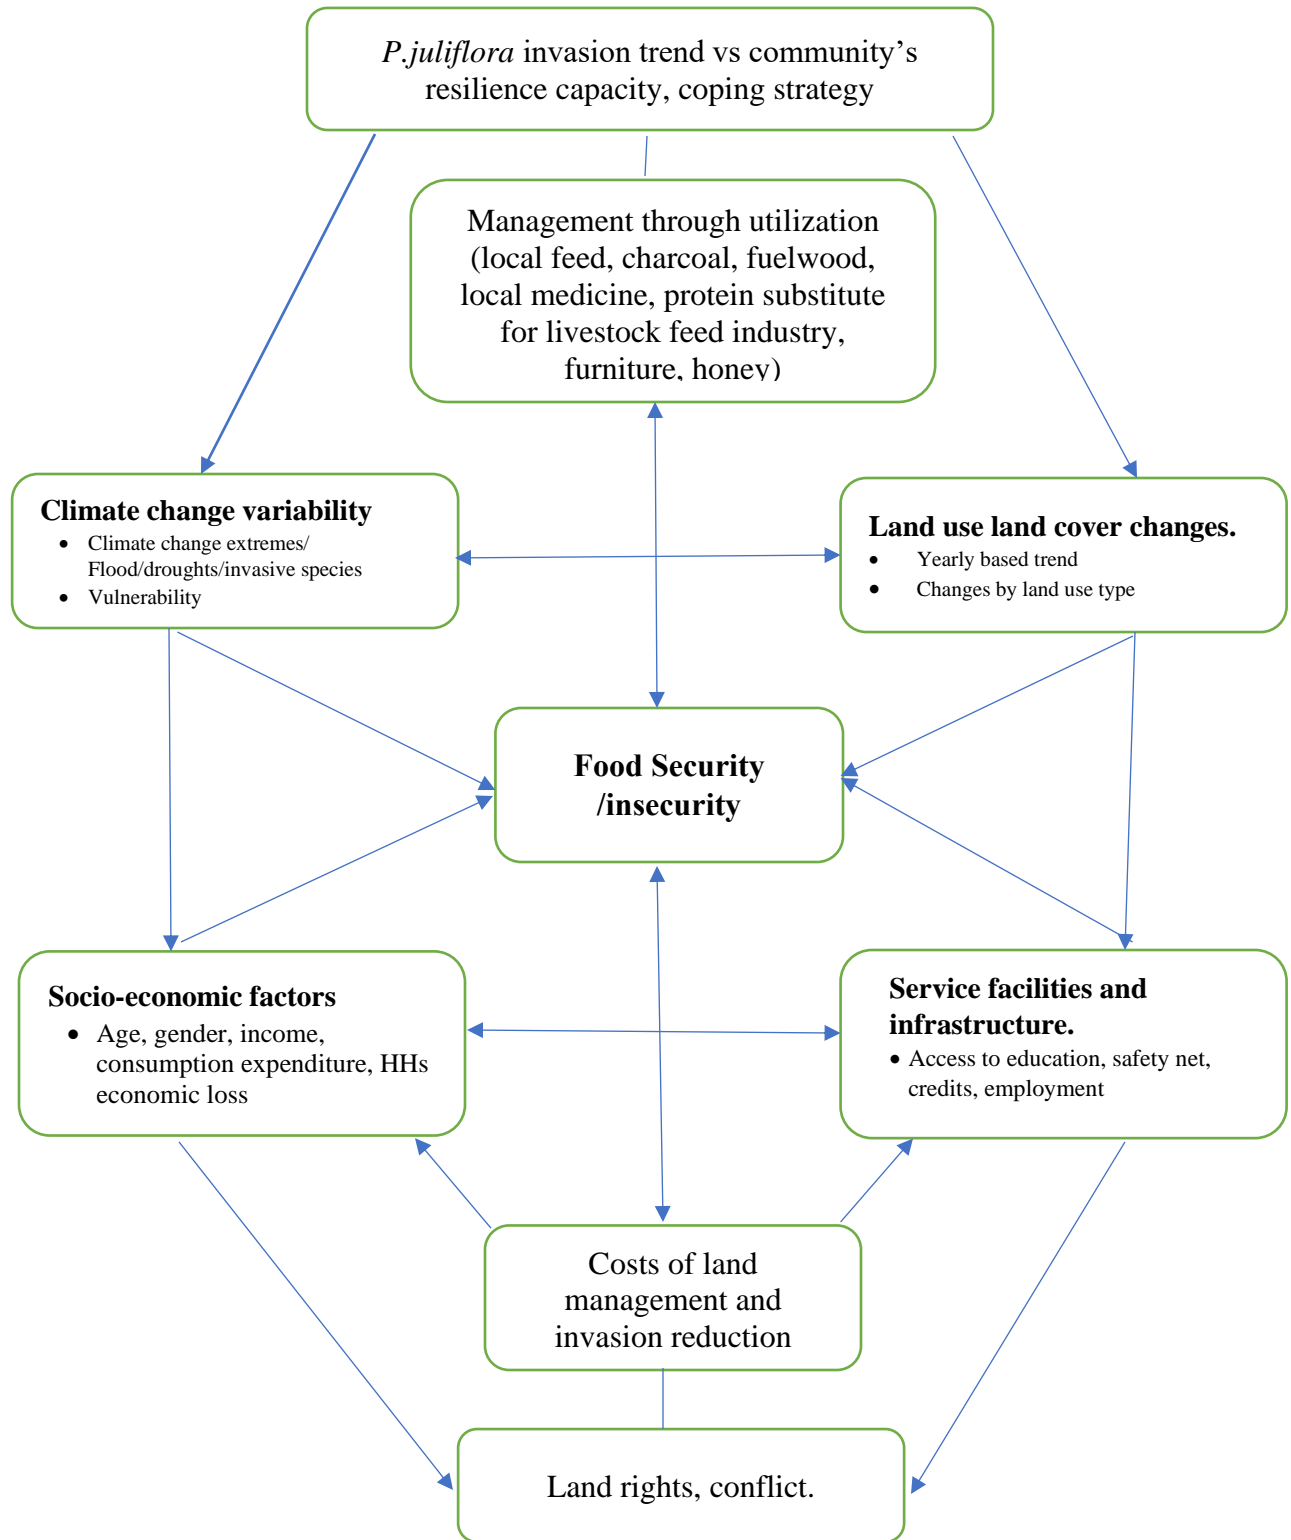 P.juliflora invasion trend vs community’s
resilience capacity, coping strategy
Management through utilization
(local feed, charcoal, fuelwood,
local medicine, protein substitute
for livestock feed industry,
furniture, honey)
Climate change variability
• Climate change extremes/
Flood/droughts/invasive species
• Vulnerability
Land use land cover changes.
• Yearly based trend
• Changes by land use type
Food Security
/insecurity
Socio-economic factors
• Age, gender, income,
consumption expenditure, HHs
economic loss
Service facilities and
infrastructure.
• Access to education, safety net,
credits, employment
Costs of land
management and
invasion reduction
Land rights, conflict.